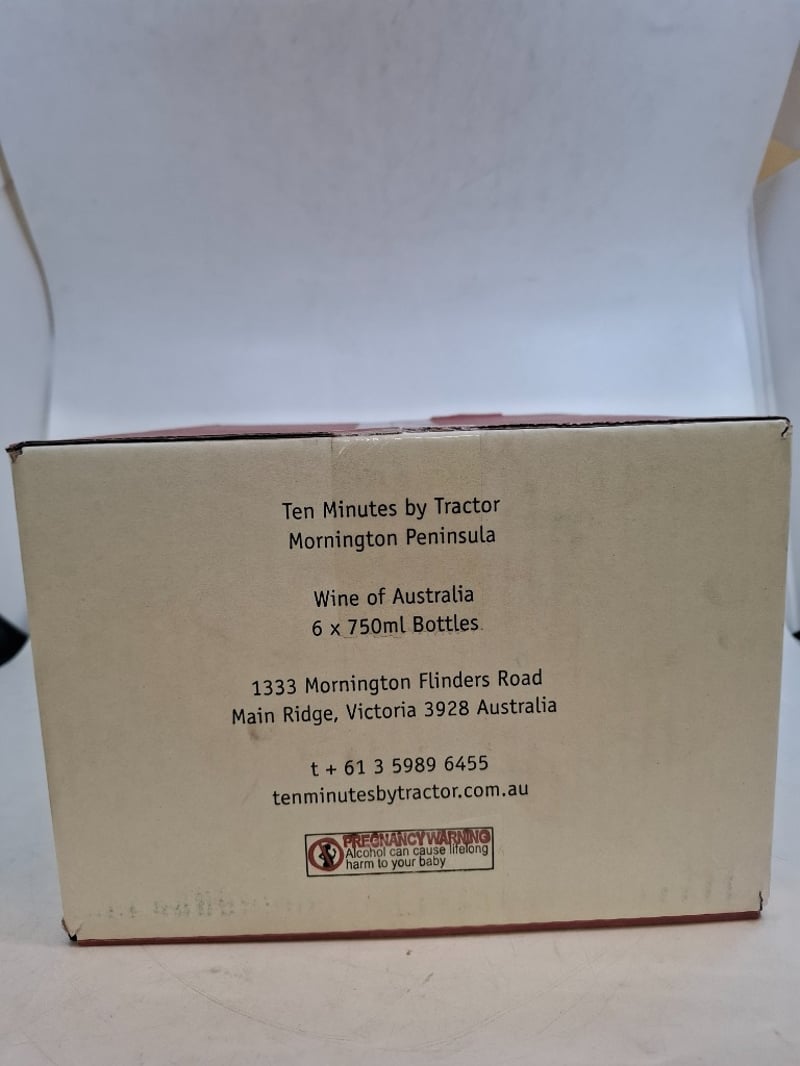 Ten Minutes by Tractor
Mornington Peninsula
Wine of Australia
6 x 750ml Bottles
1333 Mornington Flinders Road
Main Ridge, Victoria 3928 Australia
t + 61 3 5989 6455
tenminutesbytractor.com.au
PREGNANCY WARNING
Alcohol can cause lifelong
harm to your baby